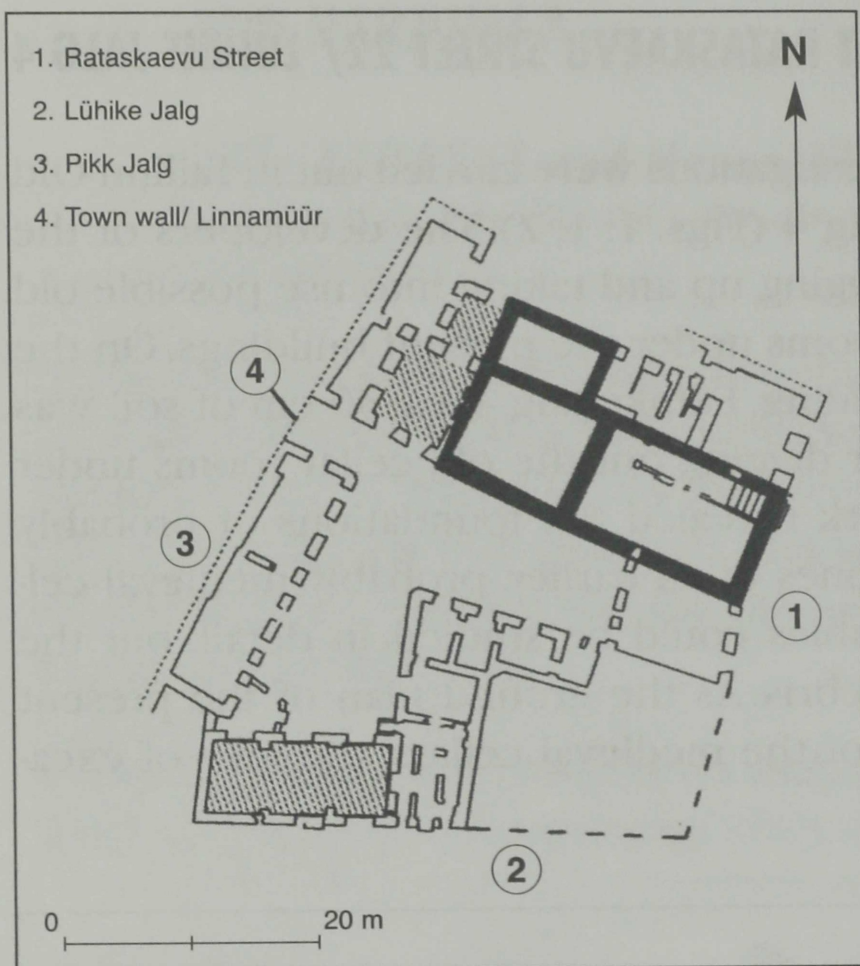 1. Rataskaevu Street
2. Lühike Jalg
3. Pikk Jalg
4. Town wall/ Linnamüür
N
4
3
1
2
0 20 m